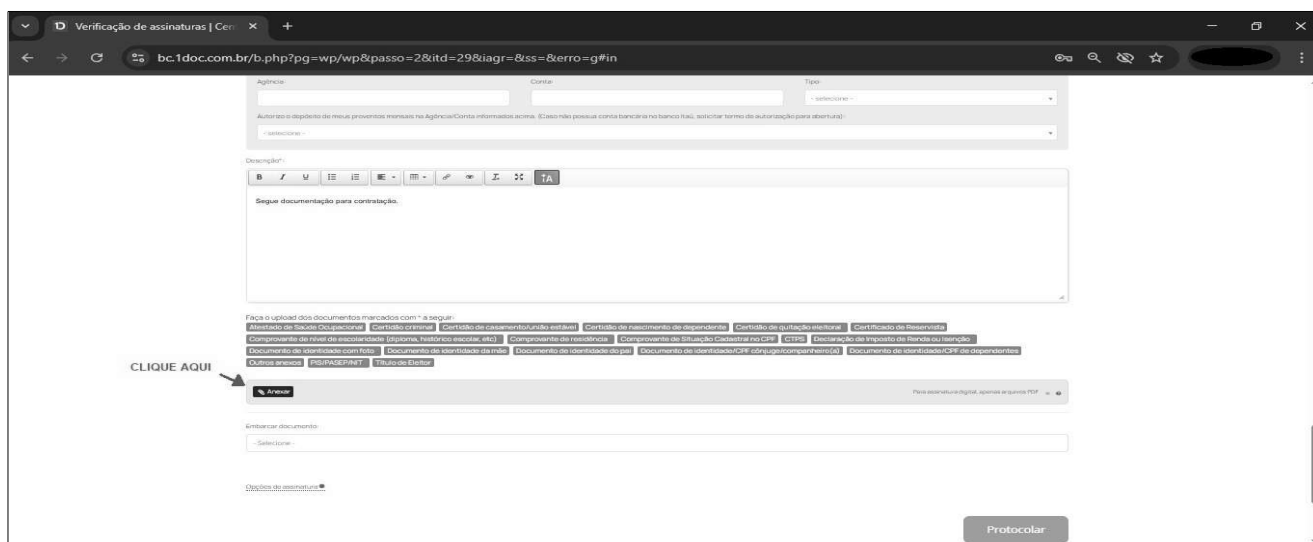 Verificação de assinaturas | Cen
bc.1doc.com.br/b.php?pg=wp/wp&passo=2&itd=29&iagr=&ss=&erro=g#in
Agência: Conta: Tipo:
- selecione -
Autorizo o depósito de meus proventos mensais na Agência/Conta informados acima. (Caso não possua conta bancária no banco Itaú, solicitar termo de autorização para abertura):
- selecione -
Descrição*:
B I U
Segue documentação para contratação.
Faça o upload dos documentos marcados com * a seguir:
Atestado de Saúde Ocupacional Certidão criminal Certidão de casamento/união estável Certidão de nascimento de dependente Certidão de quitação eleitoral Certificado de Reservista
Comprovante de nível de escolaridade (diploma, histórico escolar, etc) Comprovante de residência Comprovante de Situação Cadastral no CPF CTPS Declaração de Imposto de Renda ou Isenção
Documento de identidade com foto Documento de identidade da mãe Documento de identidade do pai Documento de identidade/CPF cônjuge/companheiro(a) Documento de identidade/CPF de dependentes
Outros anexos PIS/PASEP/NIT Título de Eleitor
CLIQUE AQUI
Anexar Para assinatura digital, apenas arquivos PDF
Embarcar documento:
- Selecione -
Opções de assinatura
Protocolar